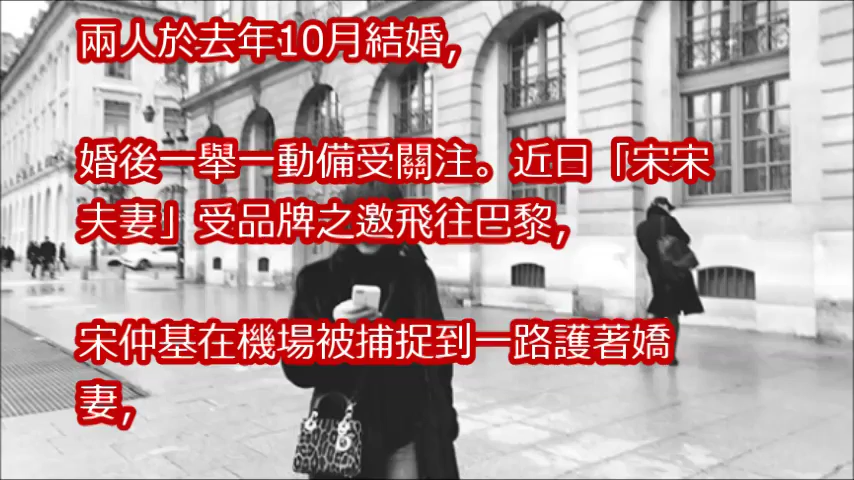 兩人於去年10月結婚，
婚後一舉一動備受關注。近日「宋宋
夫妻」受品牌之邀飛往巴黎，
宋仲基在機場被捕捉到一路護著嬌
妻，